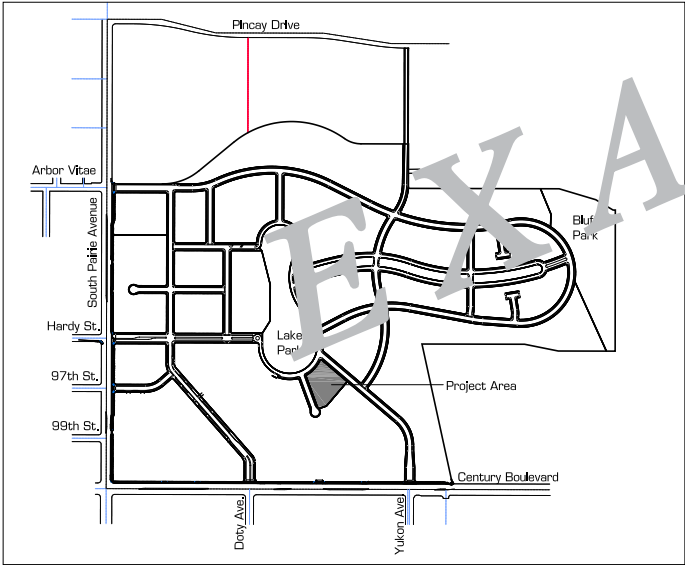 Pincay Drive
Arbor Vitae
South Pairie Avenue
Bluff
Park
EXA
Hardy St.
Lake
Park
97th St.
Project Area
99th St.
Century Boulevard
Doty Ave.
Yukon Ave.